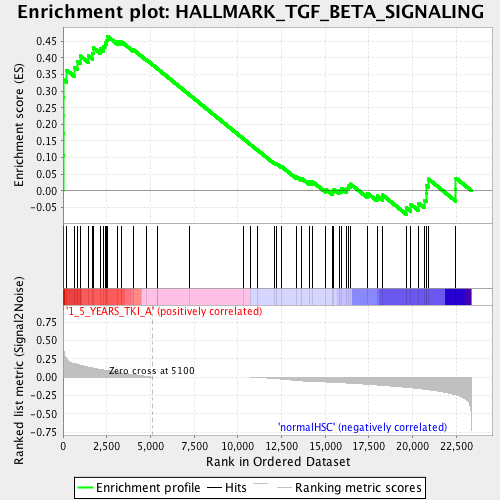 Enrichment plot: HALLMARK_TGF_BETA_SIGNALING
Enrichment score (ES)
0.45
0.40
0.35
0.30
0.25
0.20
0.15
0.10
0.05
0.00
-0.05
'1_5_YEARS_TKI_A' (positively correlated)
Ranked list metric (Signal2Noise)
0.75
0.50
0.25
0.00
-0.25
-0.50
-0.75
Zero cross at 5100
'normalHSC' (negatively correlated)
0
2,500
5,000
7,500
10,000
12,500
15,000
17,500
20,000
22,500
Rank in Ordered Dataset
Enrichment profile
Hits
Ranking metric scores